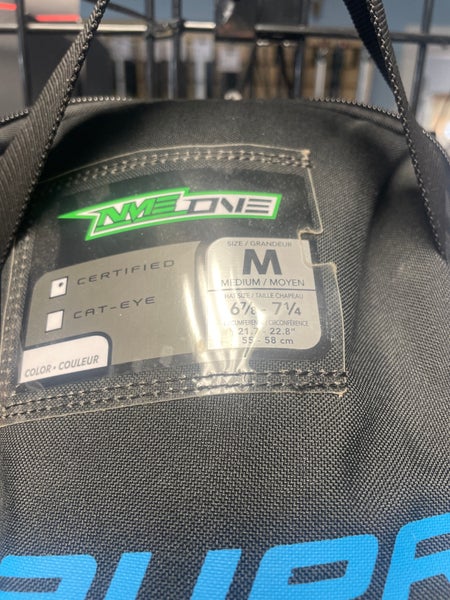 NME ONE
CERTIFIED
CAT-EYE
COLOR • COULEUR
SIZE / GRANDEUR
M
MEDIUM / MOYEN
HAT SIZE / TAILLE CHAPEAU
6⅞ - 7¼
CIRCONFÉRENCE
21.7 - 22.8"
55 - 58 cm